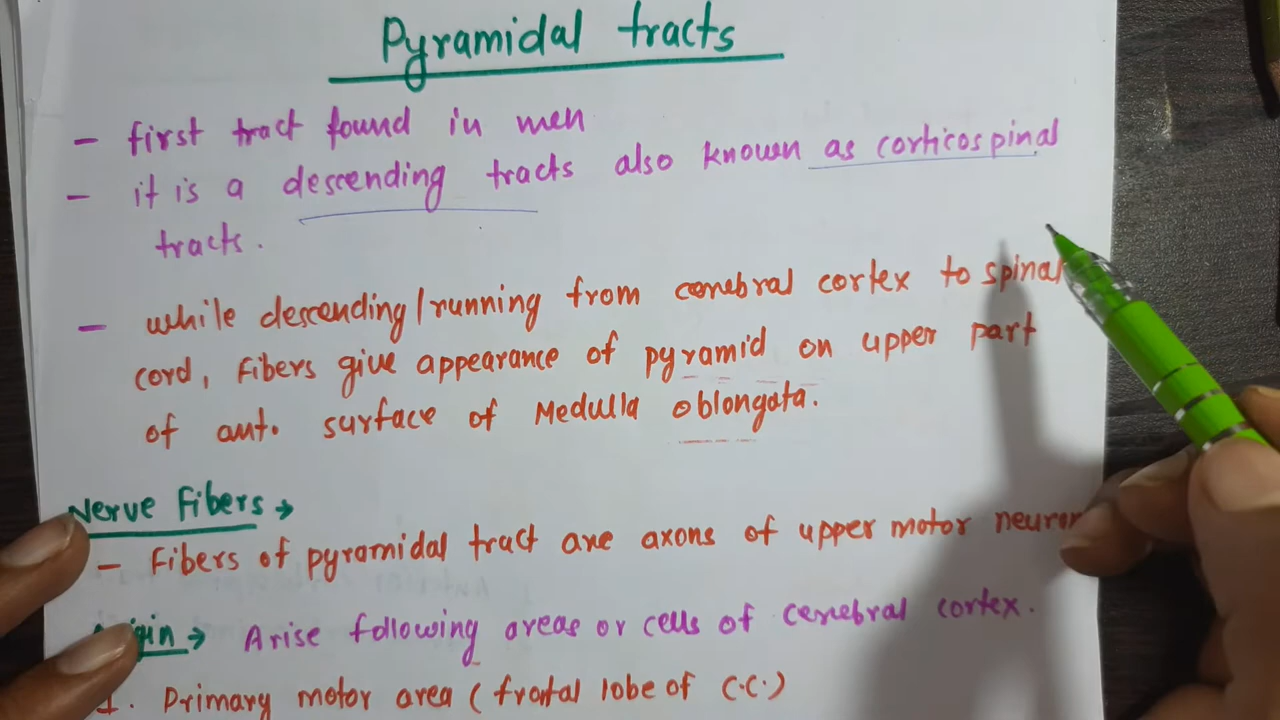 Pyramidal tracts
- first tract found in men
- it is a descending tracts also known as corticospinal
tracts.
- while descending/running from cerebral cortex to spinal
cord, Fibers give appearance of pyramid on upper part
of ant. surface of Medulla oblongata.
Nerve Fibers →
- Fibers of pyramidal tract are axons of upper motor
→ Arise following areas or cells of cerebral cortex.
1. Primary motor area (frontal lobe of C.C.)